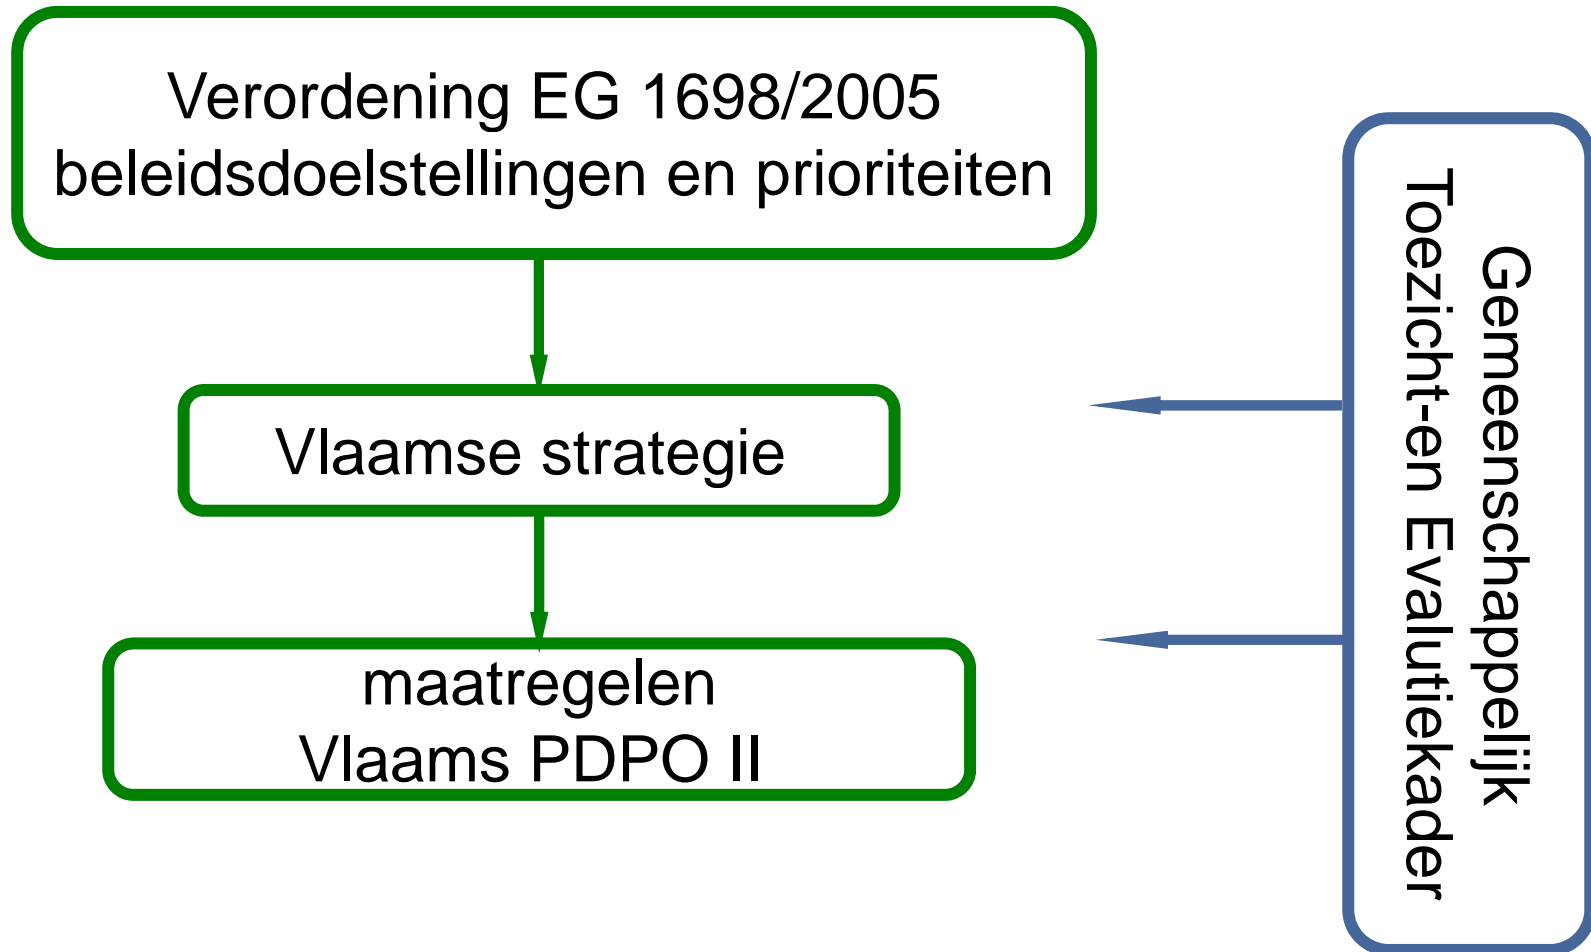 Verordening EG 1698/2005
beleidsdoelstellingen en prioriteiten
Vlaamse strategie
maatregelen
Vlaams PDPO II
Gemeenschappelijk
Toezicht-en Evalutiekader